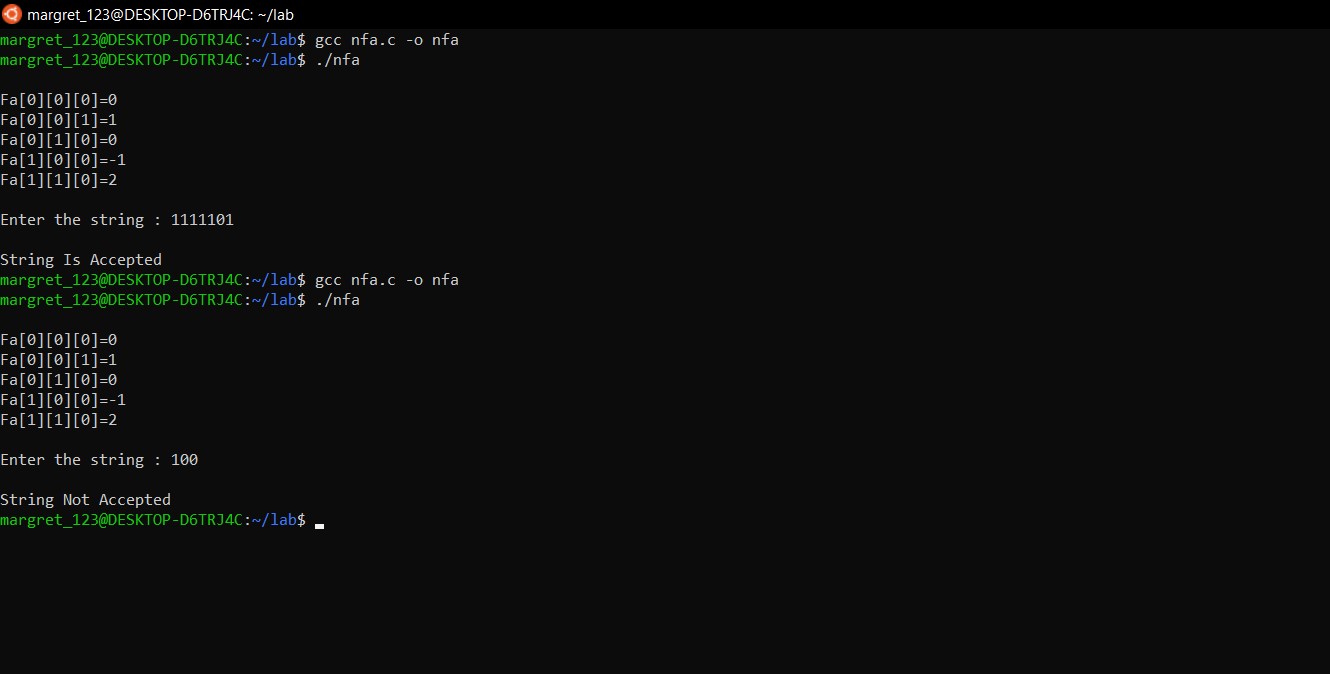 margret_123@DESKTOP-D6TRJ4C: ~/lab
margret_123@DESKTOP-D6TRJ4C:~/lab$ gcc nfa.c -o nfa
margret_123@DESKTOP-D6TRJ4C:~/lab$ ./nfa
Fa[0][0][0]=0
Fa[0][0][1]=1
Fa[0][1][0]=0
Fa[1][0][0]=-1
Fa[1][1][0]=2
Enter the string : 1111101
String Is Accepted
margret_123@DESKTOP-D6TRJ4C:~/lab$ gcc nfa.c -o nfa
margret_123@DESKTOP-D6TRJ4C:~/lab$ ./nfa
Fa[0][0][0]=0
Fa[0][0][1]=1
Fa[0][1][0]=0
Fa[1][0][0]=-1
Fa[1][1][0]=2
Enter the string : 100
String Not Accepted
margret_123@DESKTOP-D6TRJ4C:~/lab$